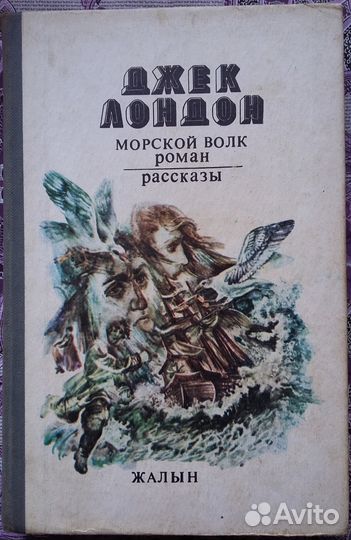 ДЖЕК
ЛОНДОН
МОРСКОЙ ВОЛК
роман
рассказы
ЖАЛЫН
Avito